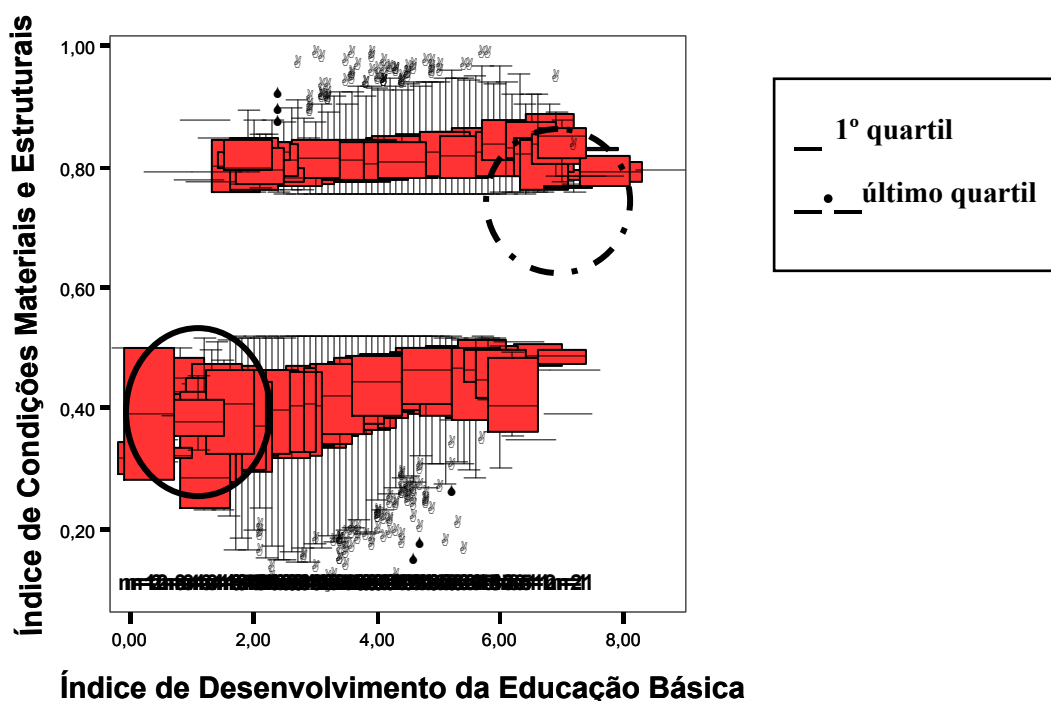 Índice de Condições Materiais e Estruturais
1,00
0,80
0,60
0,40
0,20
0,00
2,00
4,00
6,00
8,00
Índice de Desenvolvimento da Educação Básica
1º quartil
último quartil